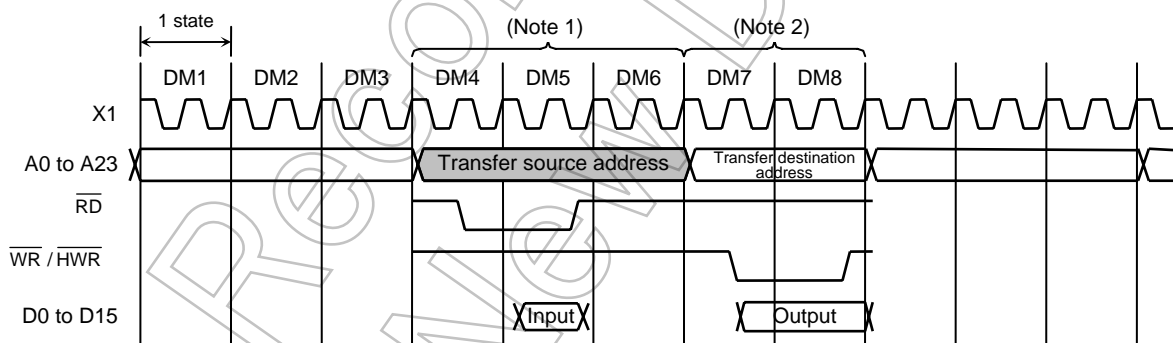 1 state
(Note 1)
(Note 2)
DM1 DM2 DM3 DM4 DM5 DM6 DM7 DM8
X1
A0 to A23
Transfer source address
Transfer destination
address
RD
WR / HWR
D0 to D15
Input
Output